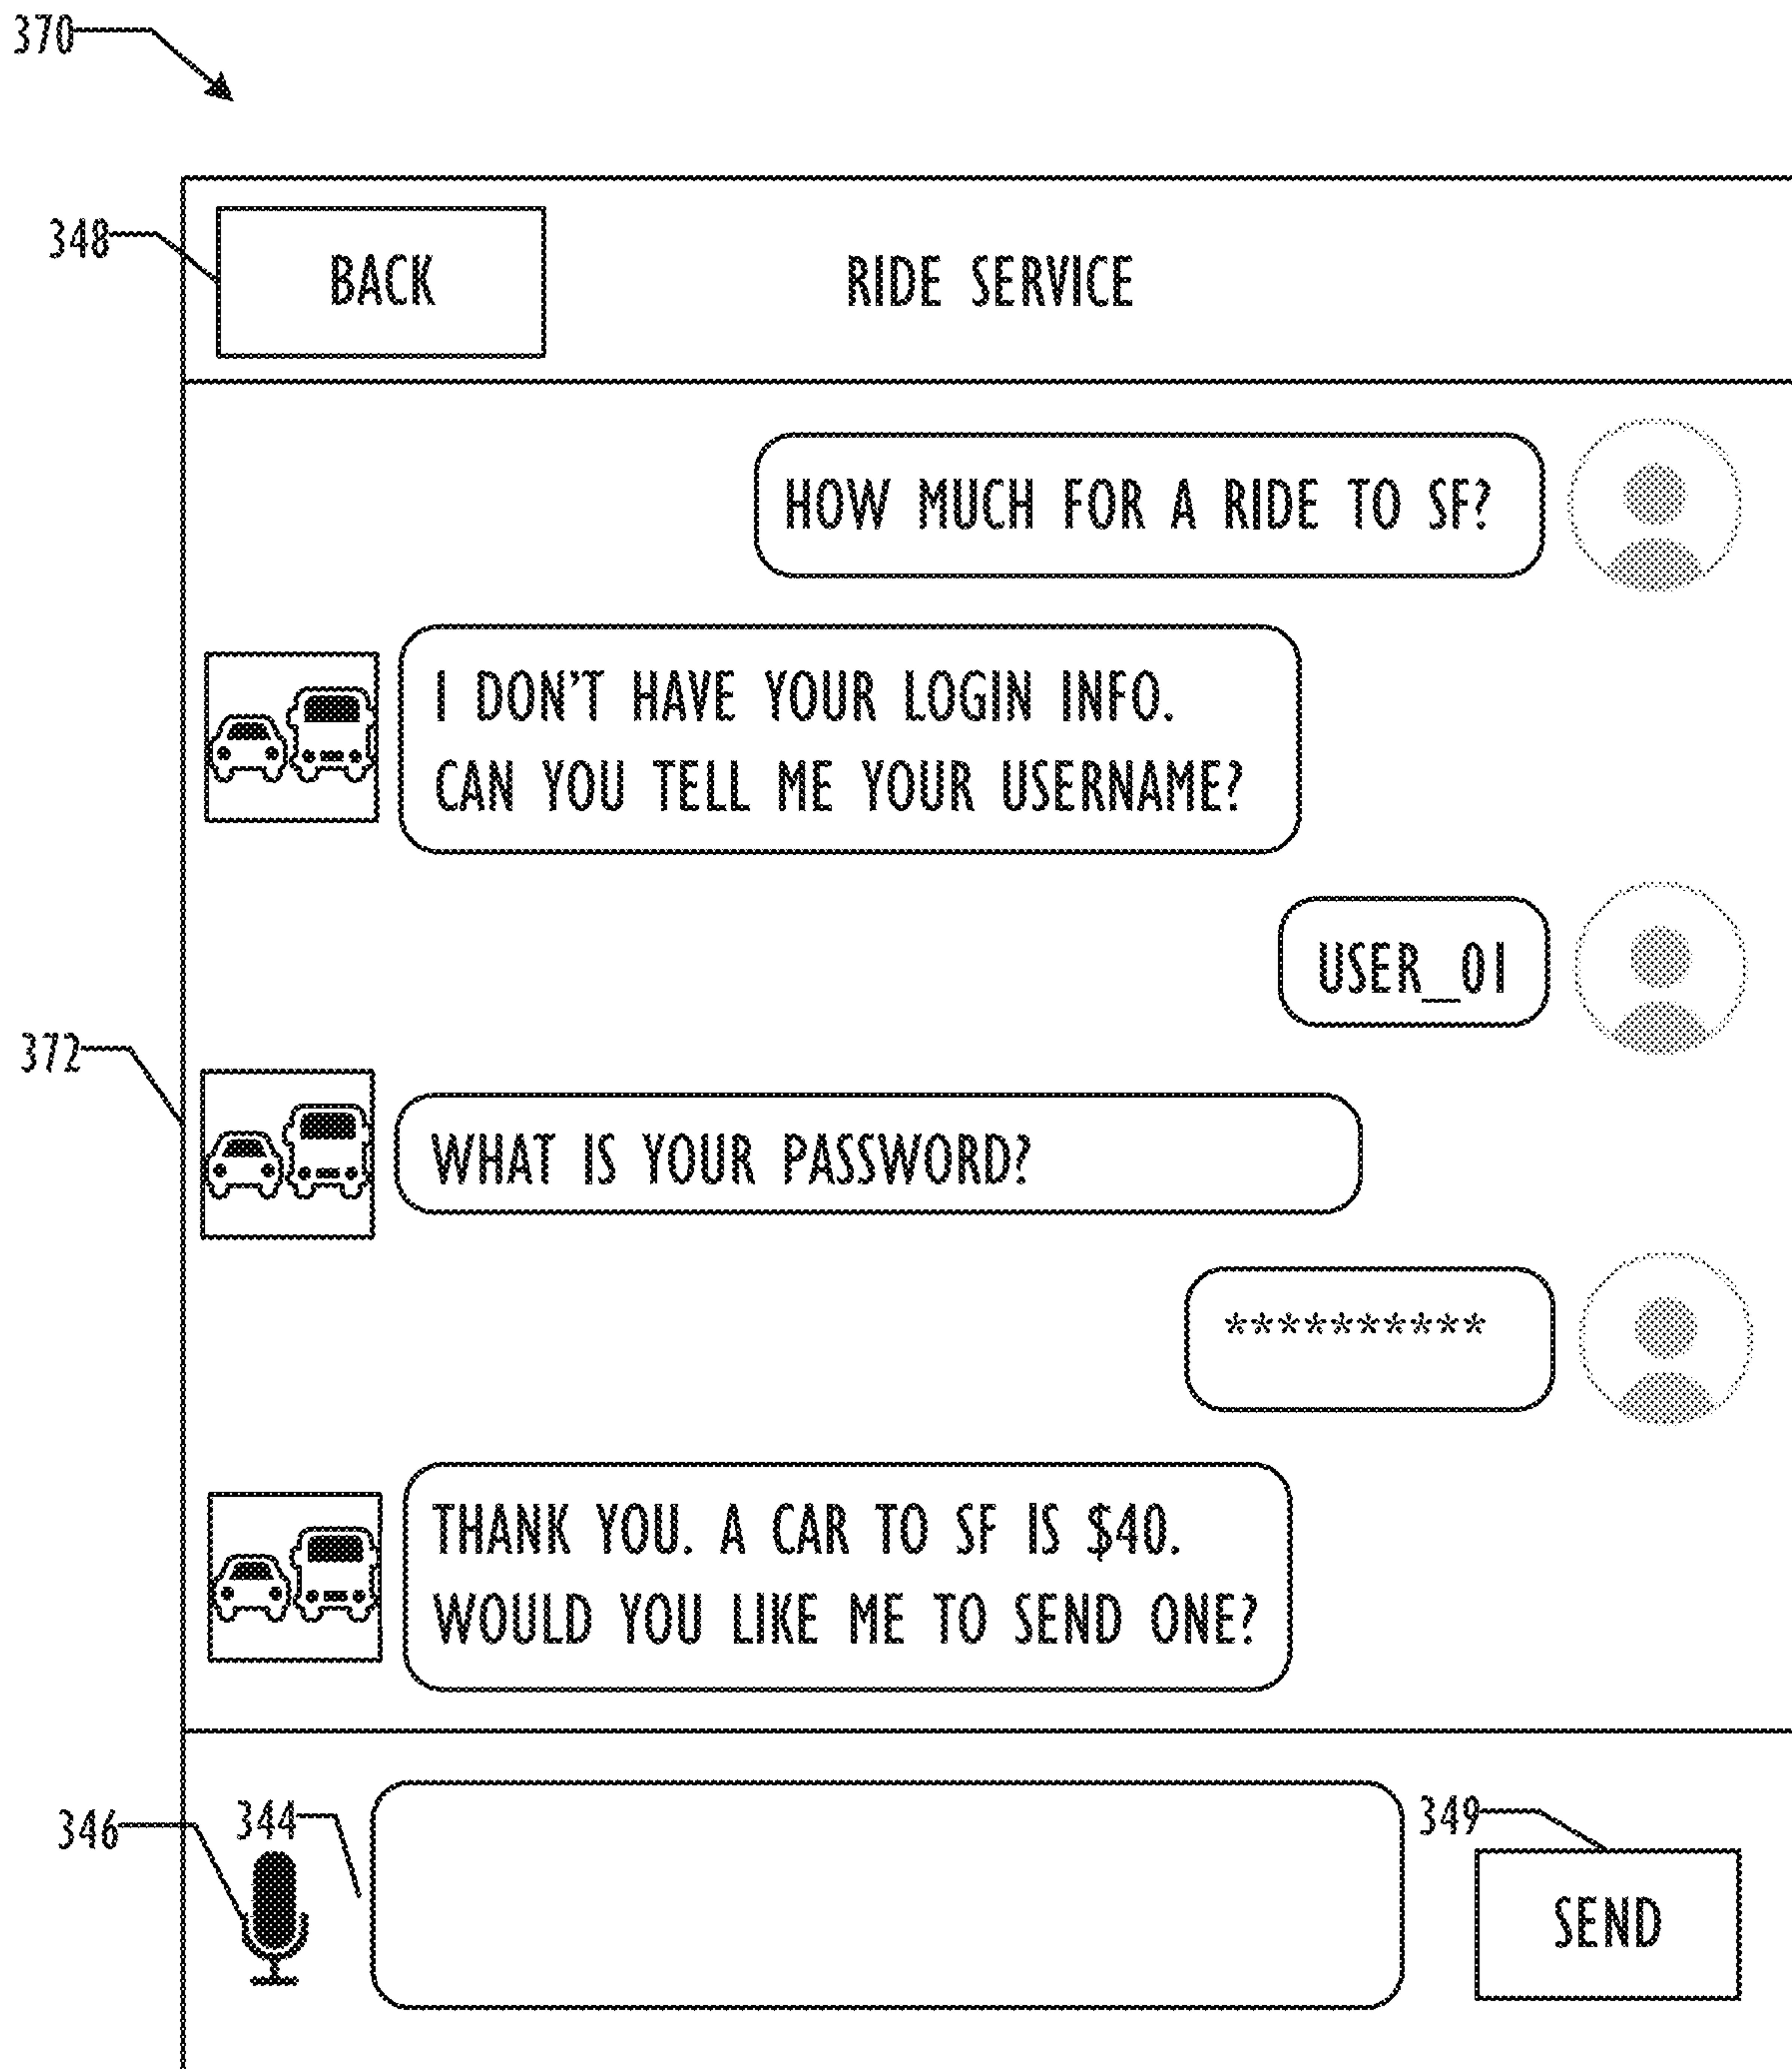 370
348
BACK
RIDE SERVICE
HOW MUCH FOR A RIDE TO SF?
I DON'T HAVE YOUR LOGIN INFO.
CAN YOU TELL ME YOUR USERNAME?
USER_01
372
WHAT IS YOUR PASSWORD?
**********
THANK YOU. A CAR TO SF IS $40.
WOULD YOU LIKE ME TO SEND ONE?
346
344
349
SEND